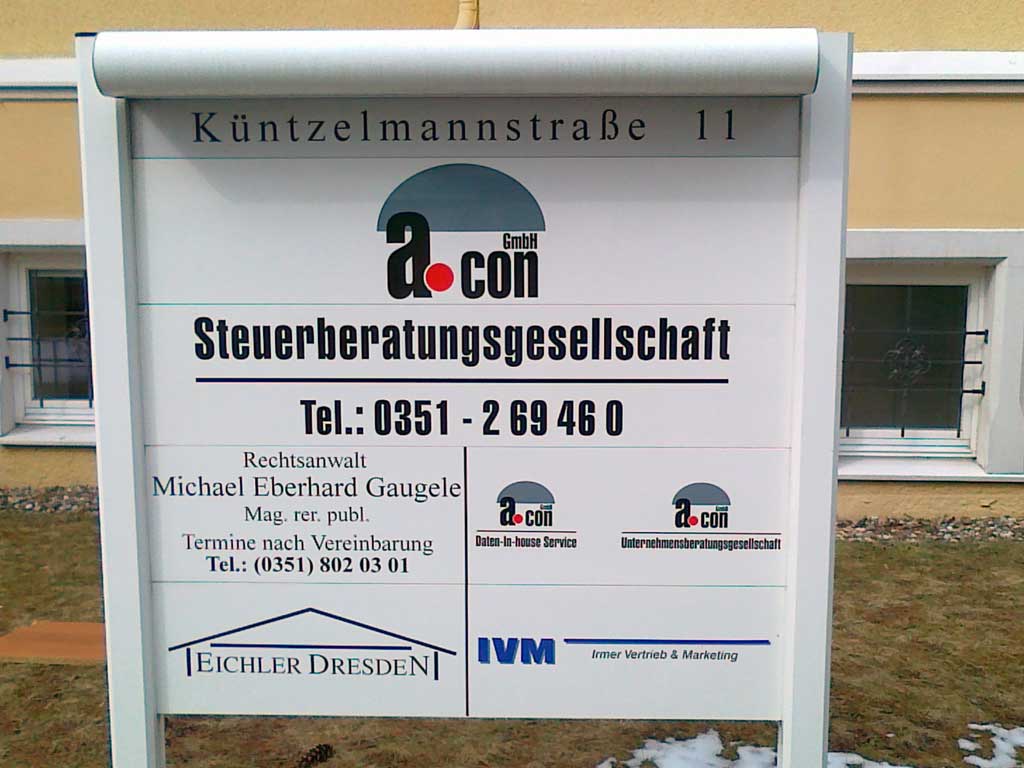 Küntzelmannstraße 11
a.con GmbH
Steuerberatungsgesellschaft
Tel.: 0351 - 2 69 46 0
Rechtsanwalt
Michael Eberhard Gaugele
Mag. rer. publ.
Termine nach Vereinbarung
Tel.: (0351) 802 03 01
a.con GmbH
Daten-In-house Service
a.con GmbH
Unternehmensberatungsgesellschaft
EICHLER DRESDEN
IVM
Irmer Vertrieb & Marketing